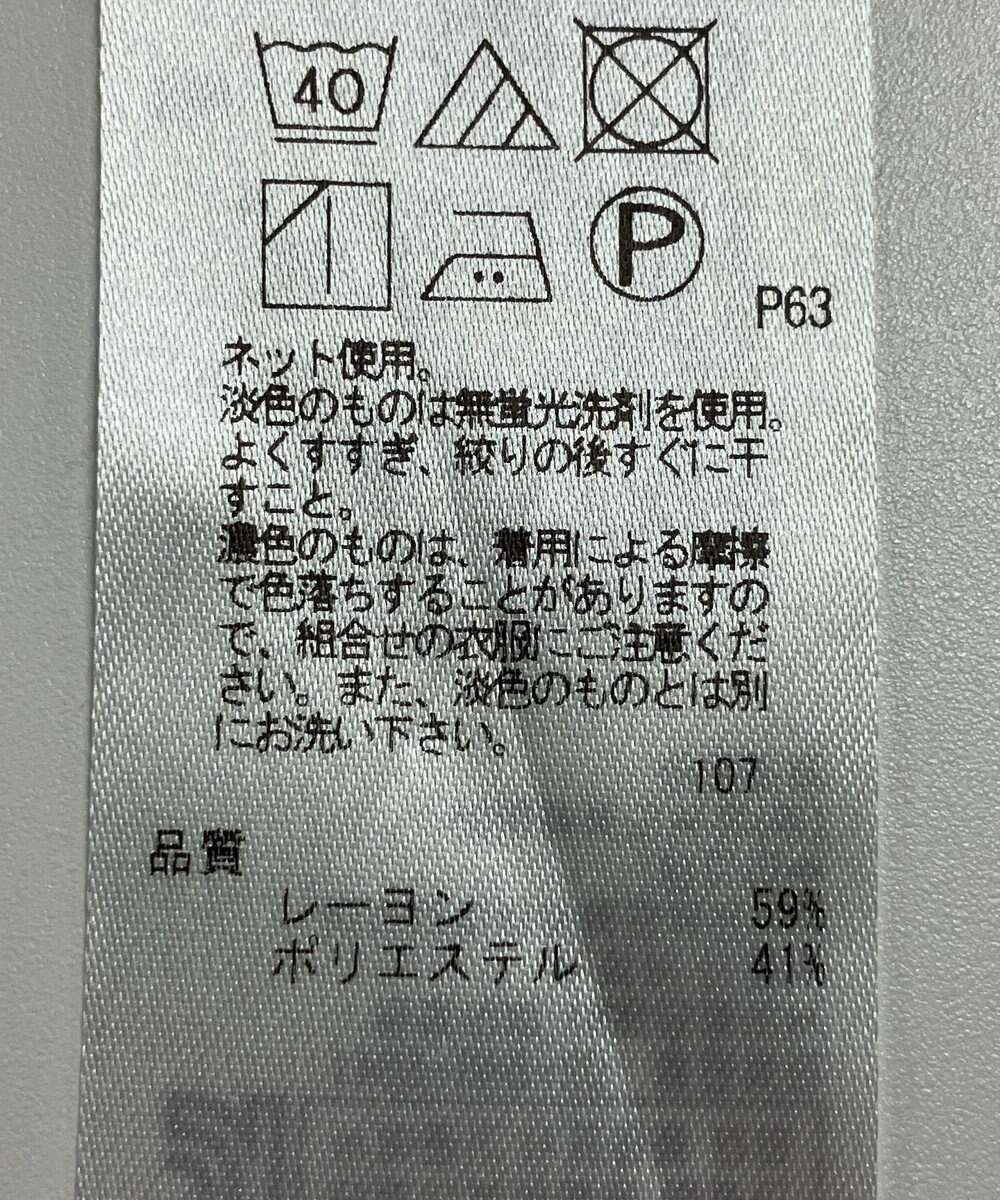 40
P
P63
ネット使用。
淡色のものは無蛍光洗剤を使用。
よくすすぎ、絞りの後すぐに干
すこと。
濃色のものは、着用による摩擦
で色落ちすることがありますの
で、組合せの衣服にご注意くだ
さい。また、淡色のものとは別
にお洗い下さい。
107
品質
レーヨン 59%
ポリエステル 41%